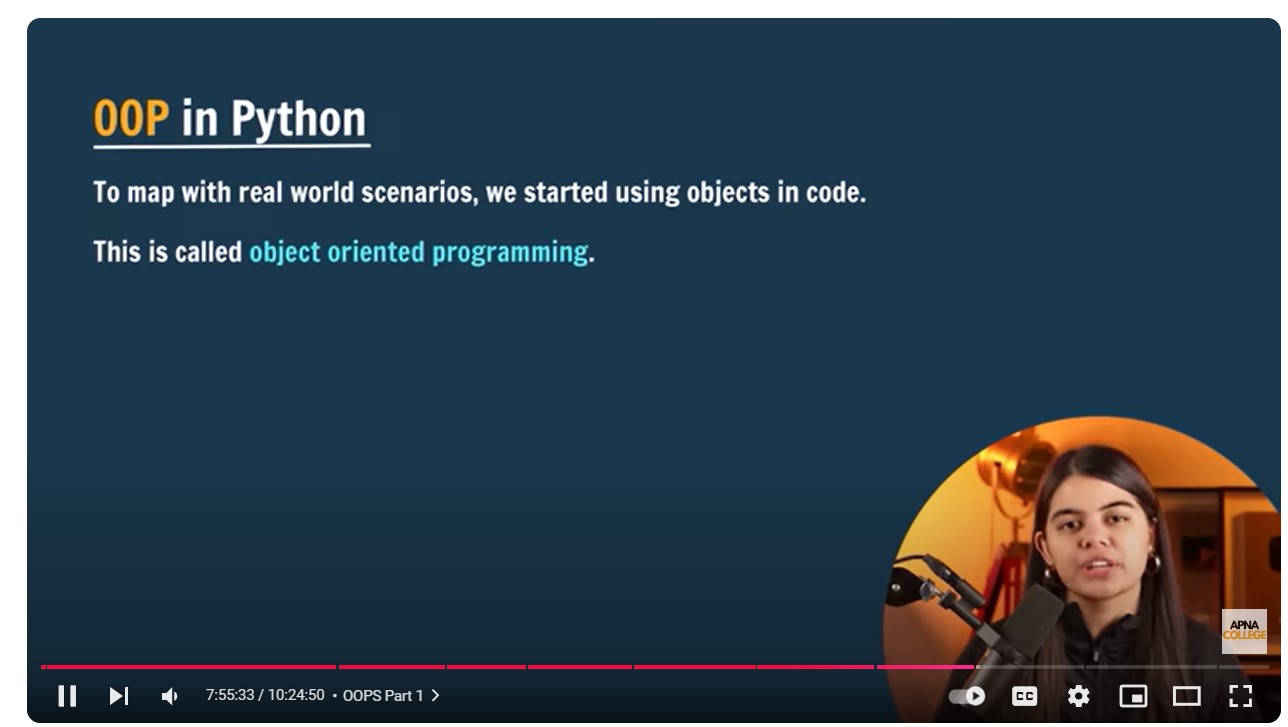 OOP in Python
To map with real world scenarios, we started using objects in code.
This is called object oriented programming.
APNA
COLLEGE
7:55:33 / 10:24:50 • OOPS Part 1
CC